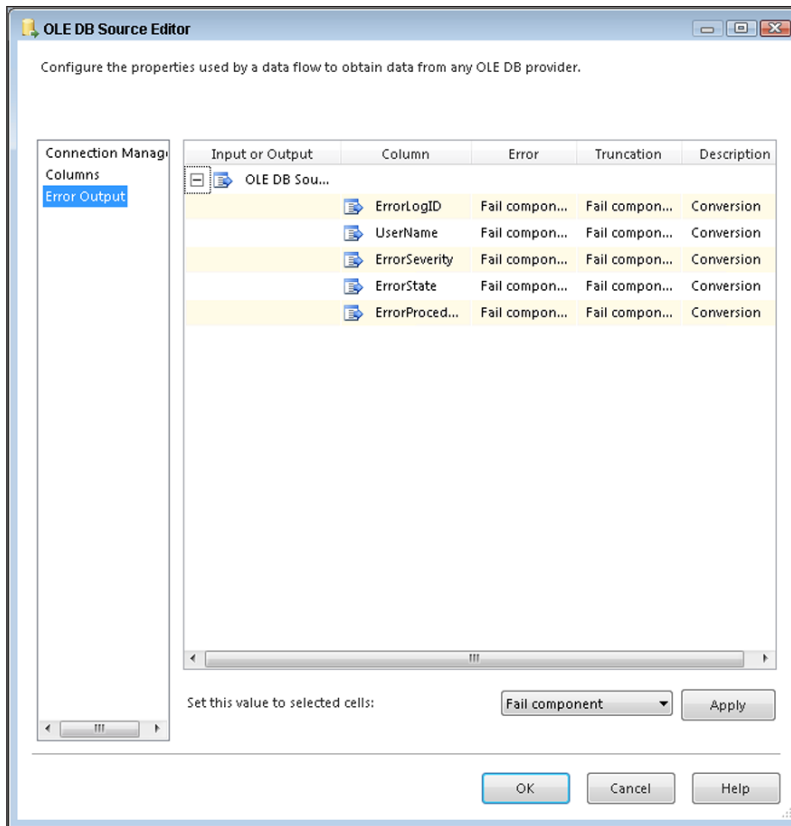 OLE DB Source Editor
Configure the properties used by a data flow to obtain data from any OLE DB provider.
Connection Manag
Columns
Error Output
Input or Output Column Error Truncation Description
OLE DB Sou...
ErrorLogID Fail compon... Fail compon... Conversion
UserName Fail compon... Fail compon... Conversion
ErrorSeverity Fail compon... Fail compon... Conversion
ErrorState Fail compon... Fail compon... Conversion
ErrorProced... Fail compon... Fail compon... Conversion
Set this value to selected cells: Fail component Apply
OK Cancel Help